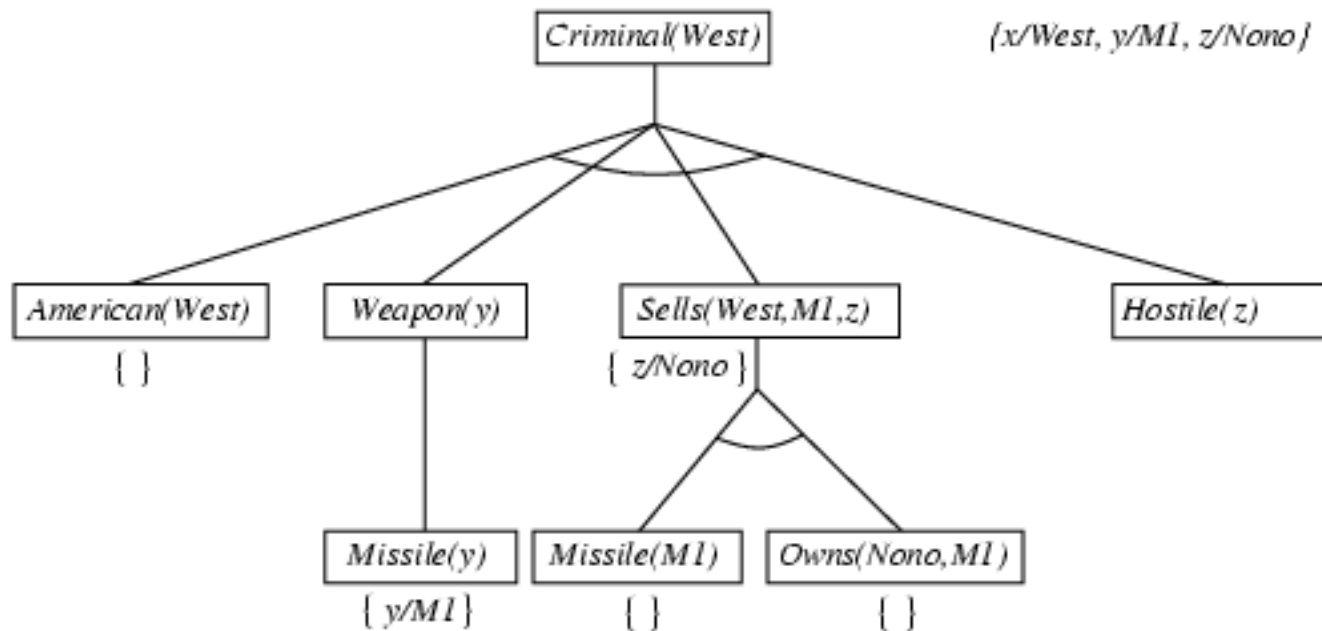 Criminal(West)
{x/West, y/M1, z/Nono}
American(West)
Weapon(y)
Sells(West,M1,z)
Hostile(z)
{ }
{ z/Nono }
Missile(y)
Missile(M1)
Owns(Nono,M1)
{ y/M1 }
{ }
{ }